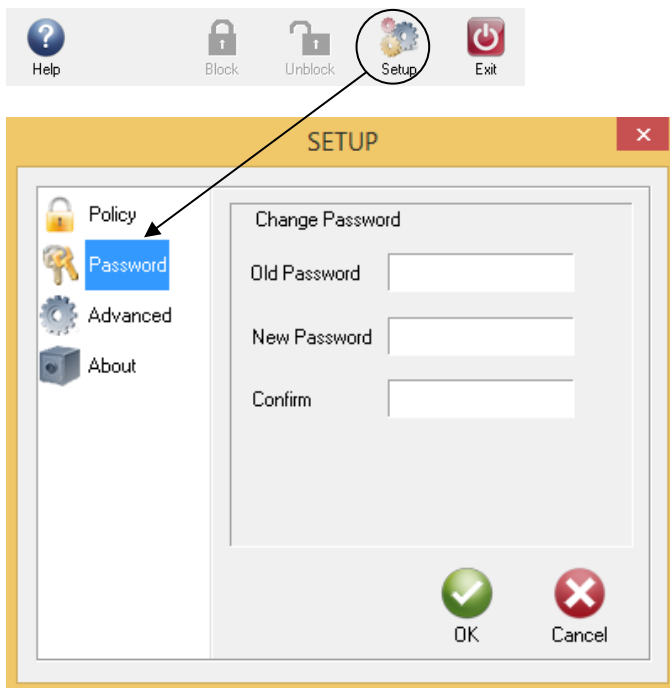 Help
Block
Unblock
Setup
Exit
SETUP
Policy
Password
Advanced
About
Change Password
Old Password
New Password
Confirm
OK
Cancel